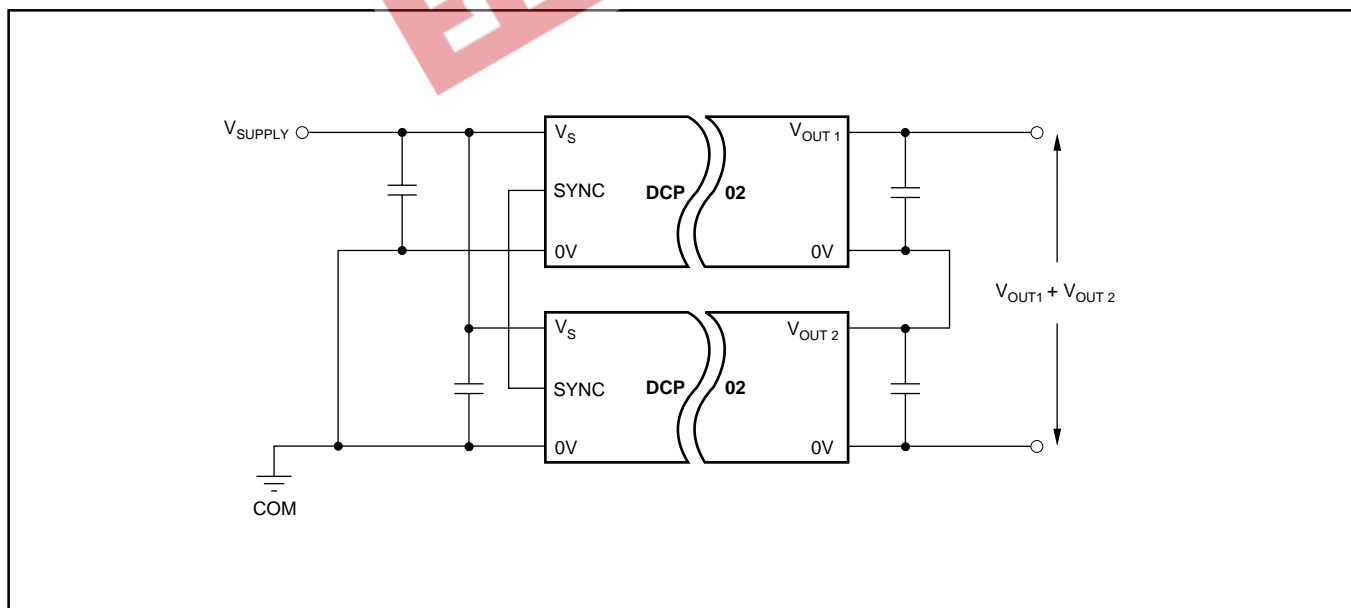 VSUPPLY
VS
SYNC
0V
DCP 02
VOUT 1
0V
VOUT1 + VOUT 2
VS
SYNC
0V
DCP 02
VOUT 2
0V
COM